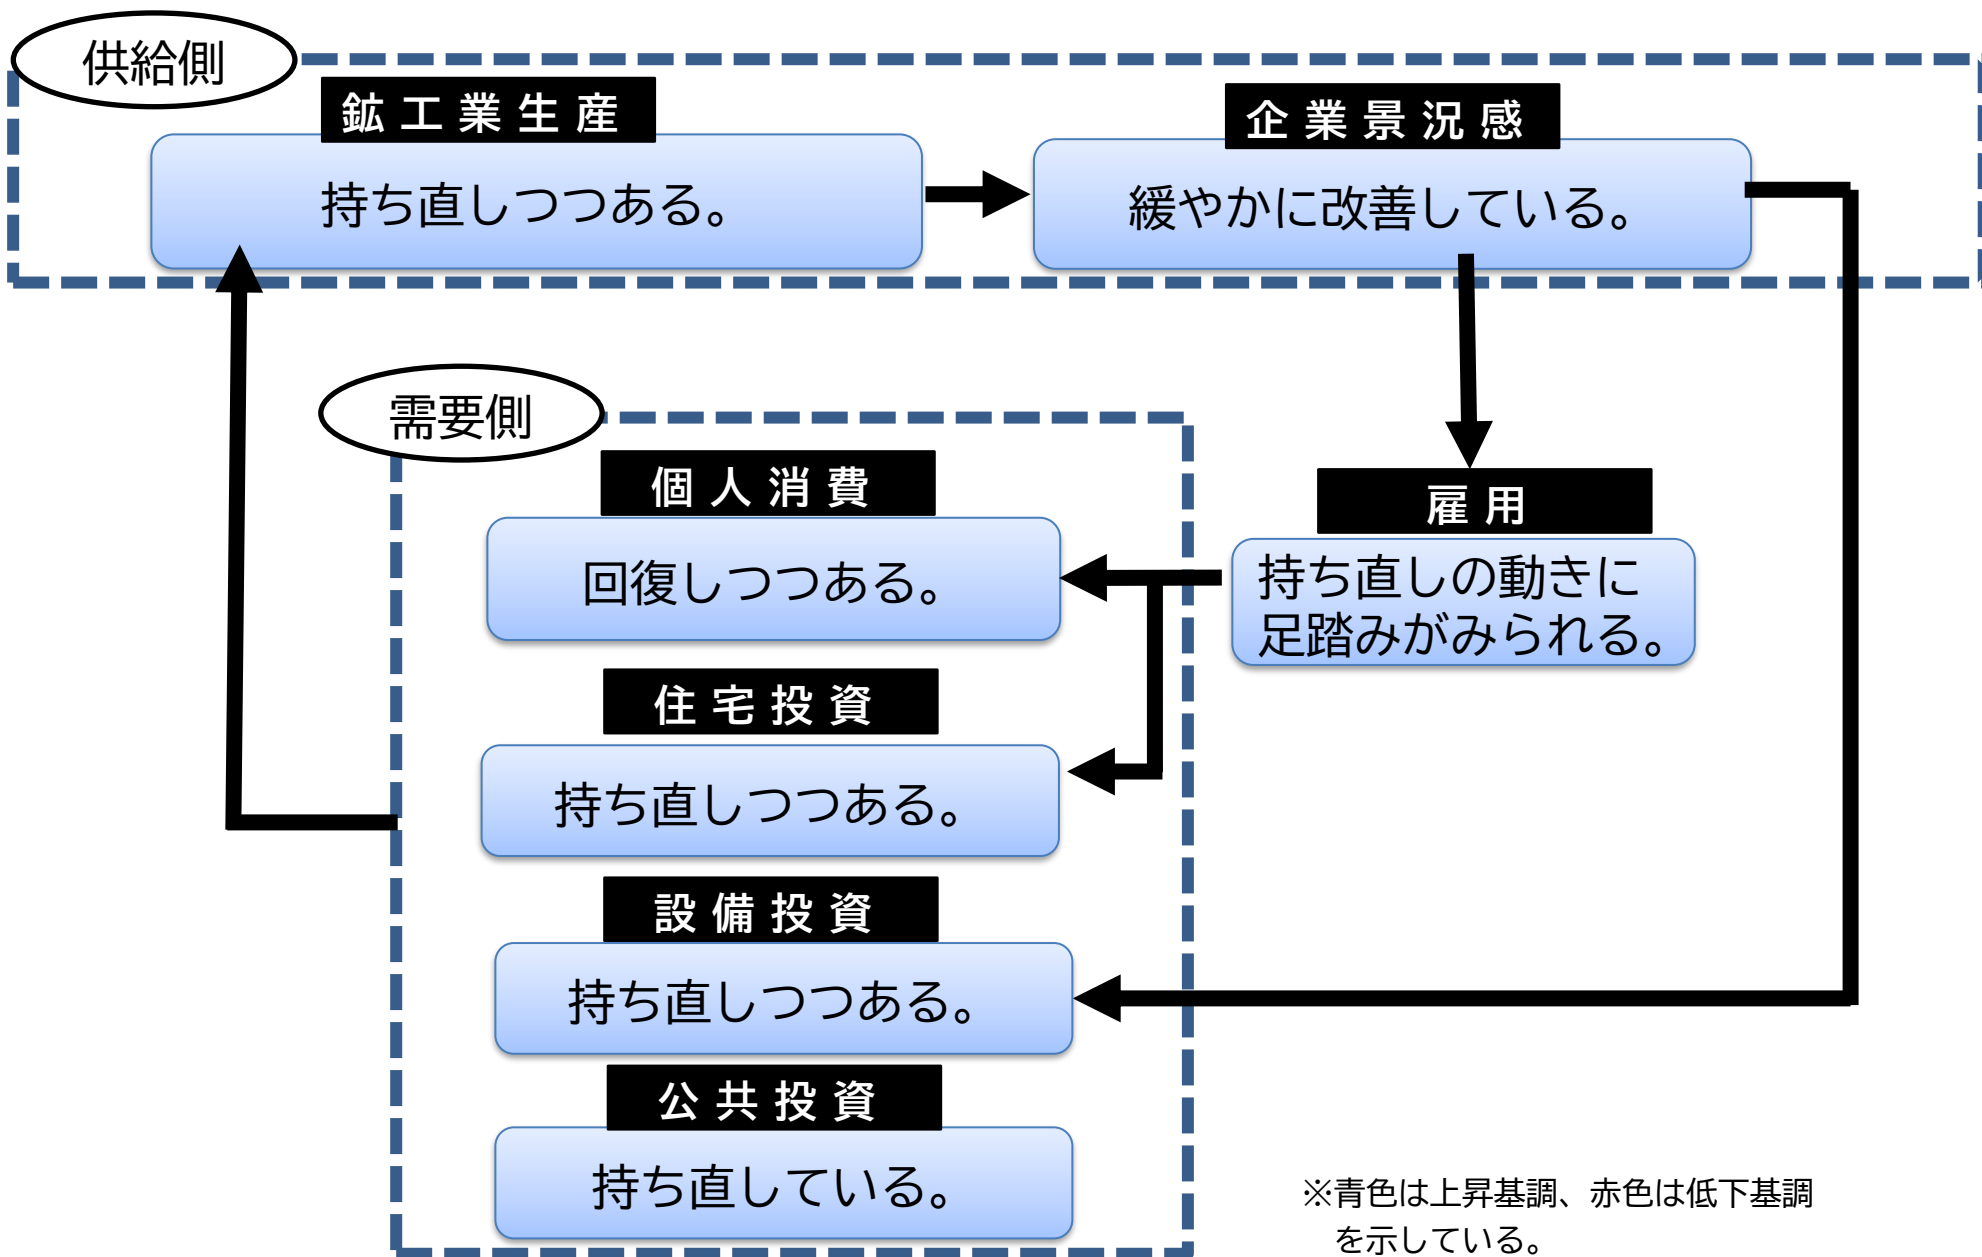 供給側
鉱工業生産
持ち直しつつある。
企業景況感
緩やかに改善している。
需要側
個人消費
回復しつつある。
雇用
持ち直しの動きに
足踏みがみられる。
住宅投資
持ち直しつつある。
設備投資
持ち直しつつある。
公共投資
持ち直している。
※青色は上昇基調、赤色は低下基調
を示している。